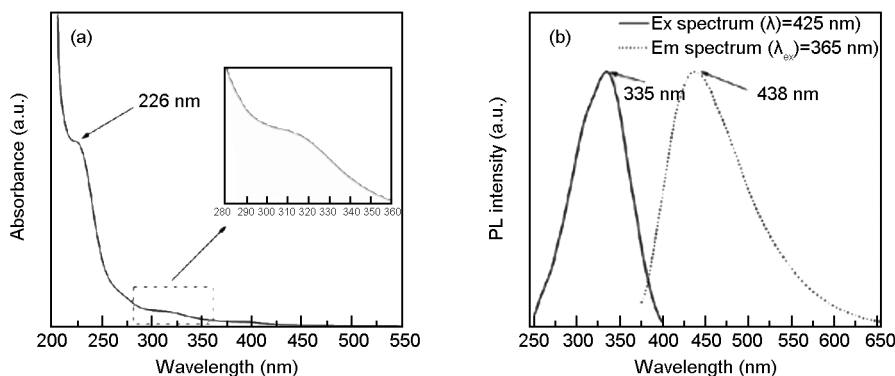 (a)
226 nm
280 290 300 310 320 330 340 350 360
Absorbance (a.u.)
200 250 300 350 400 450 500 550
Wavelength (nm)
(b)
Ex spectrum (λ)=425 nm)
Em spectrum (λex)=365 nm)
335 nm
438 nm
PL intensity (a.u.)
250 300 350 400 450 500 550 600 650
Wavelength (nm)